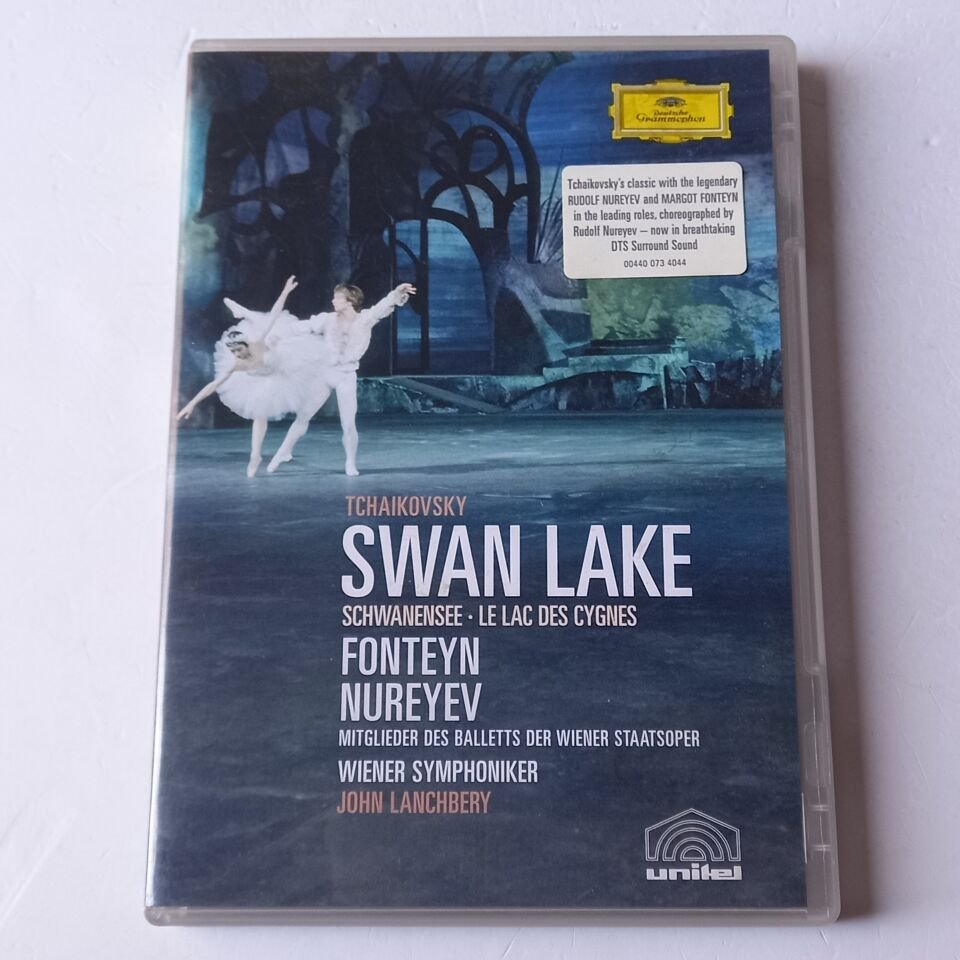 Deutsche
Grammophon
Tchaikovsky's classic with the legendary
RUDOLF NUREYEV and MARGOT FONTEYN
in the leading roles, choreographed by
Rudolf Nureyev – now in breathtaking
DTS Surround Sound
00440 073 4044
TCHAIKOVSKY
SWAN LAKE
SCHWANENSEE · LE LAC DES CYGNES
FONTEYN
NUREYEV
MITGLIEDER DES BALLETTS DER WIENER STAATSOPER
WIENER SYMPHONIKER
JOHN LANCHBERY
unitel